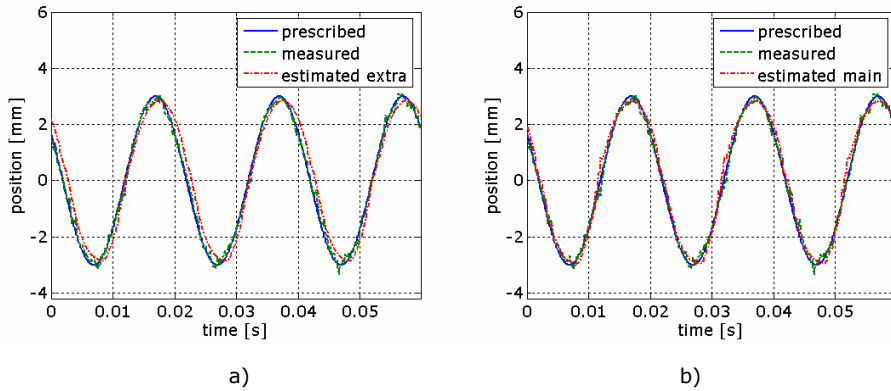 6
4
2
0
-2
-4
position [mm]
0 0.01 0.02 0.03 0.04 0.05
time [s]
prescribed
measured
estimated extra
a)
6
4
2
0
-2
-4
position [mm]
0 0.01 0.02 0.03 0.04 0.05
time [s]
prescribed
measured
estimated main
b)